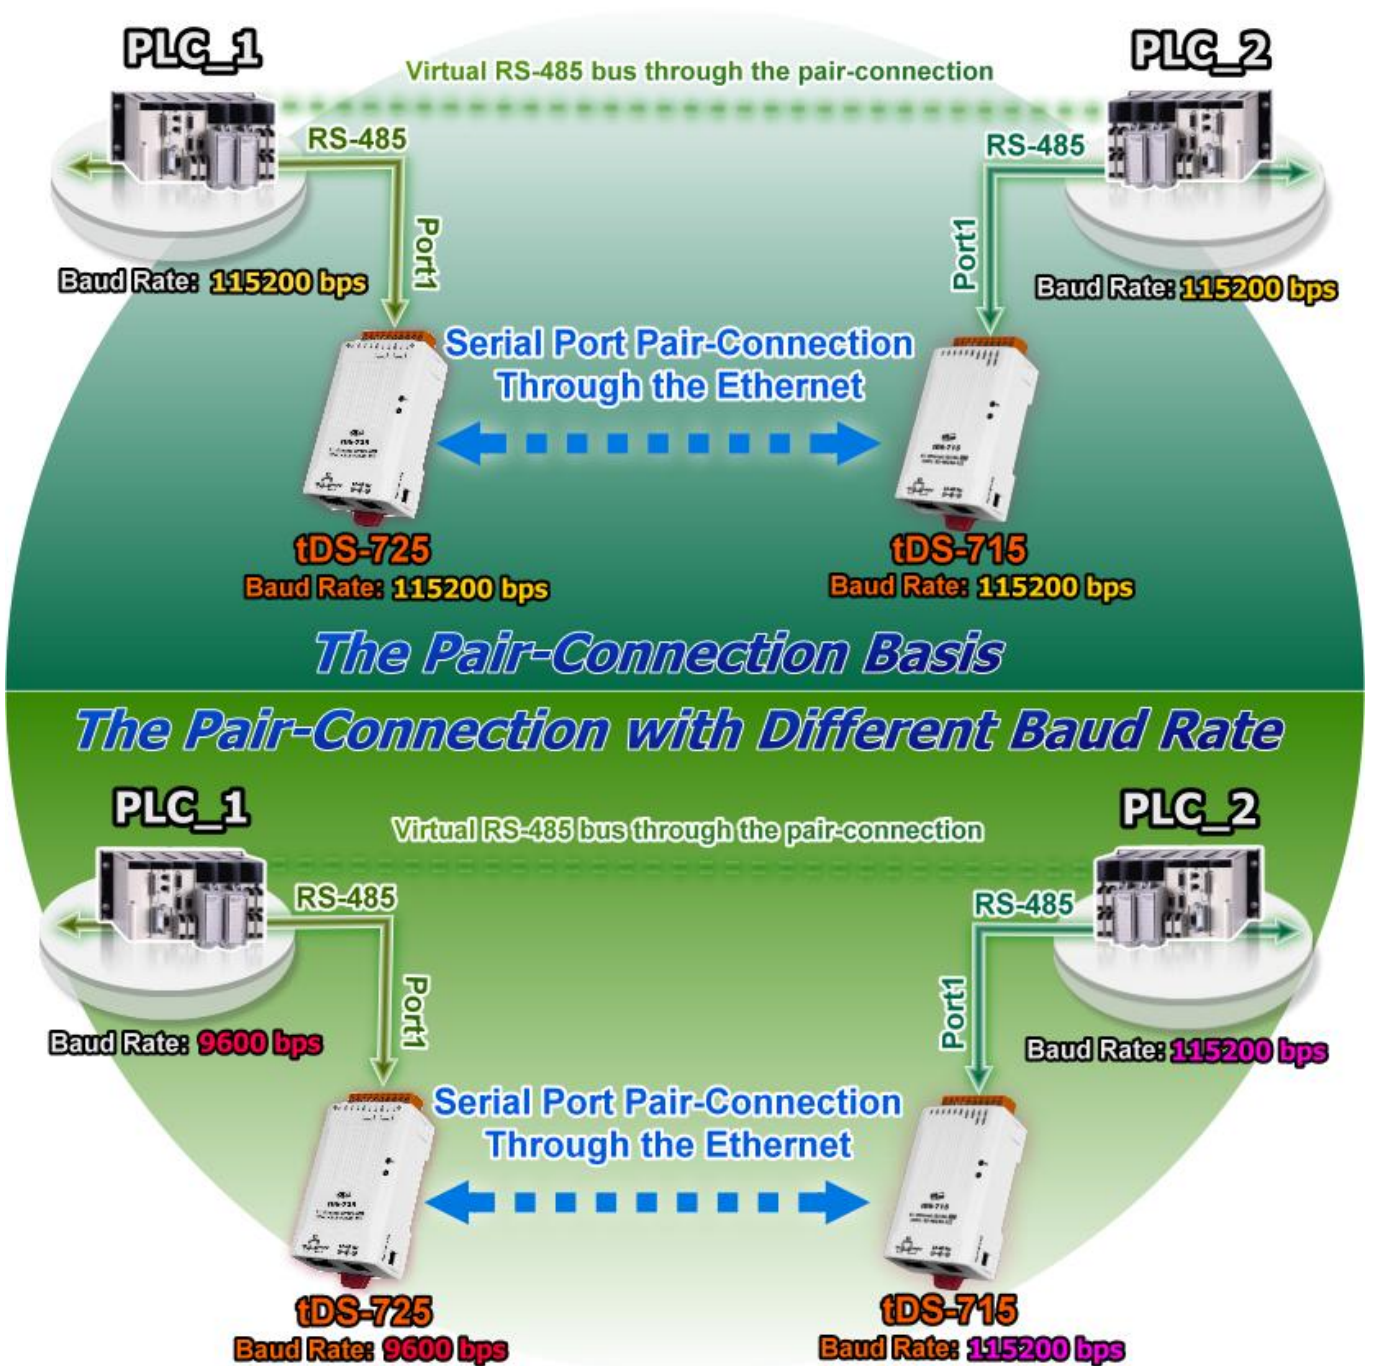 PLC_1
PLC_2
Virtual RS-485 bus through the pair-connection
RS-485
RS-485
Port1
Port1
Baud Rate: 115200 bps
Baud Rate: 115200 bps
Serial Port Pair-Connection
Through the Ethernet
tDS-725
tDS-715
Baud Rate: 115200 bps
Baud Rate: 115200 bps
The Pair-Connection Basis
The Pair-Connection with Different Baud Rate
PLC_1
PLC_2
Virtual RS-485 bus through the pair-connection
RS-485
RS-485
Port1
Port1
Baud Rate: 9600 bps
Baud Rate: 115200 bps
Serial Port Pair-Connection
Through the Ethernet
tDS-725
tDS-715
Baud Rate: 9600 bps
Baud Rate: 115200 bps